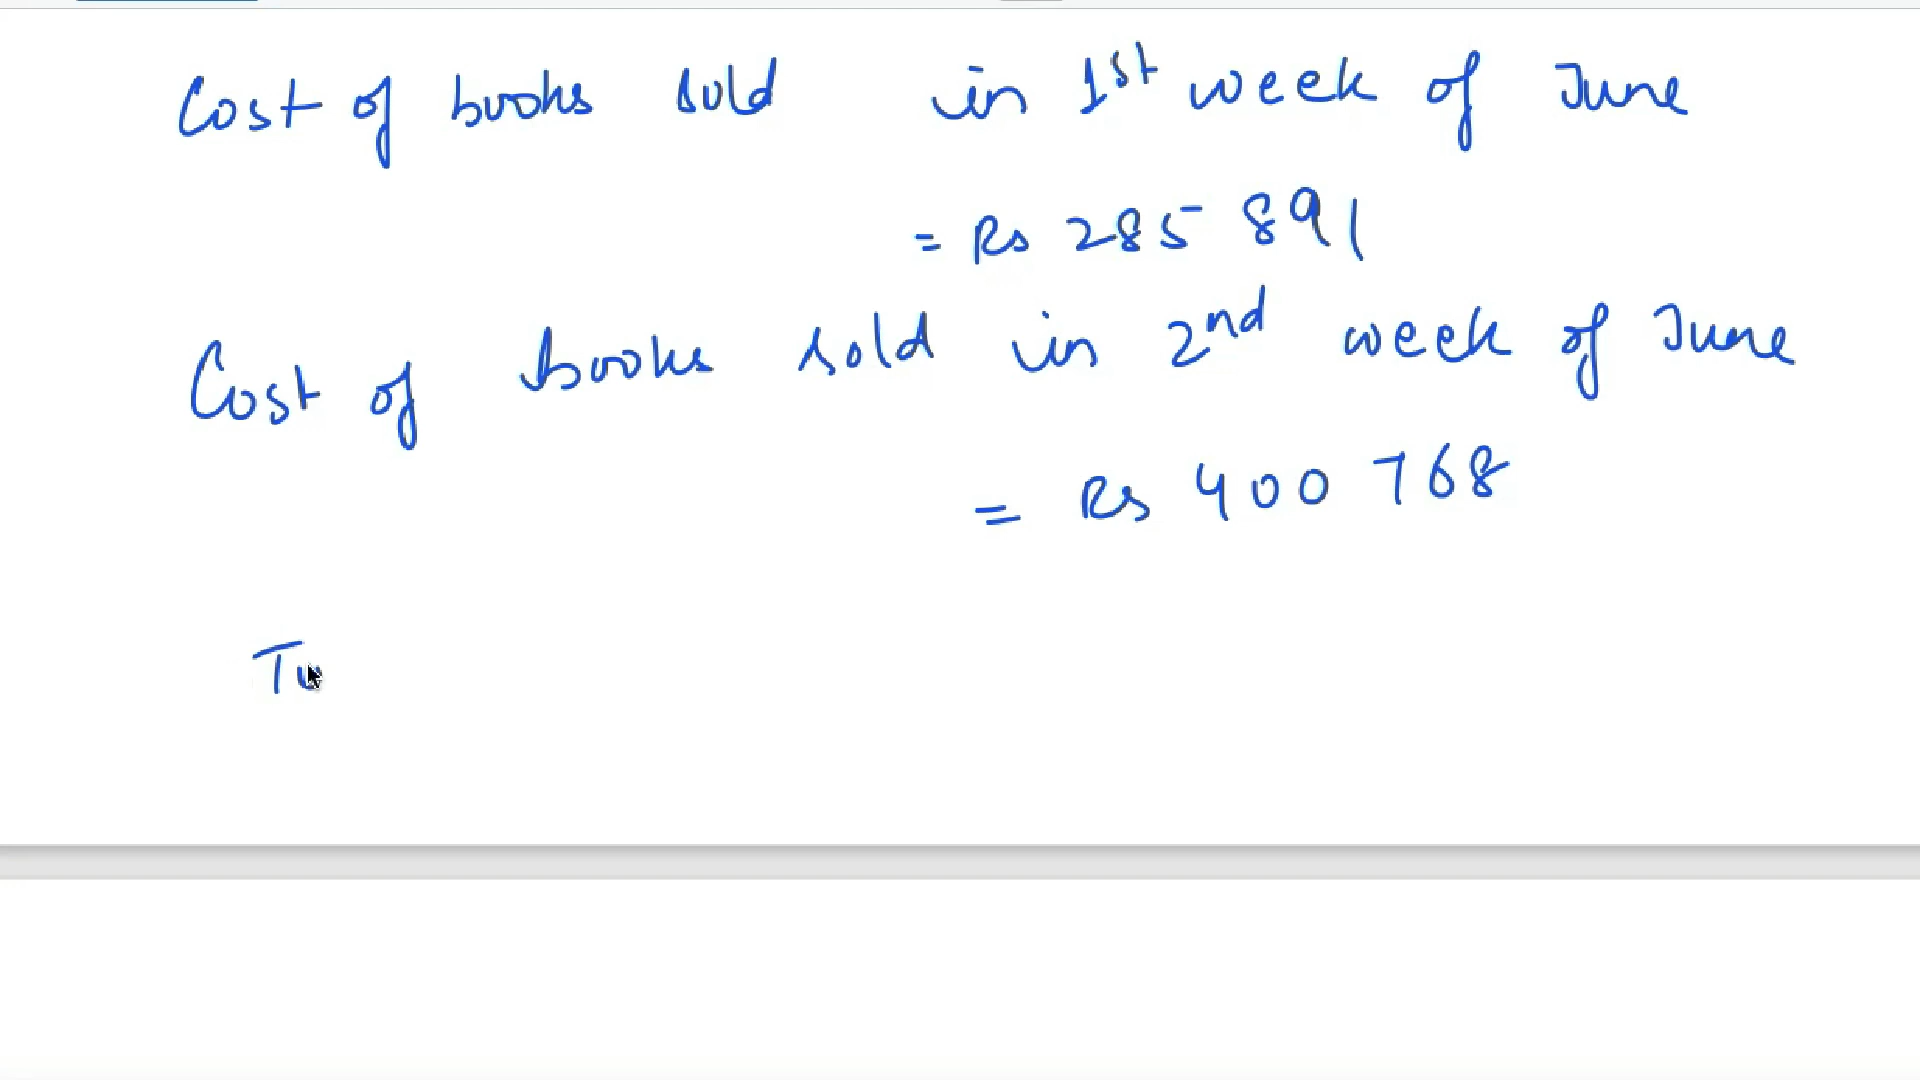 Cost of books sold in 1st week of June
= Rs 285 891
Cost of books sold in 2nd week of June
= Rs 400 768
To